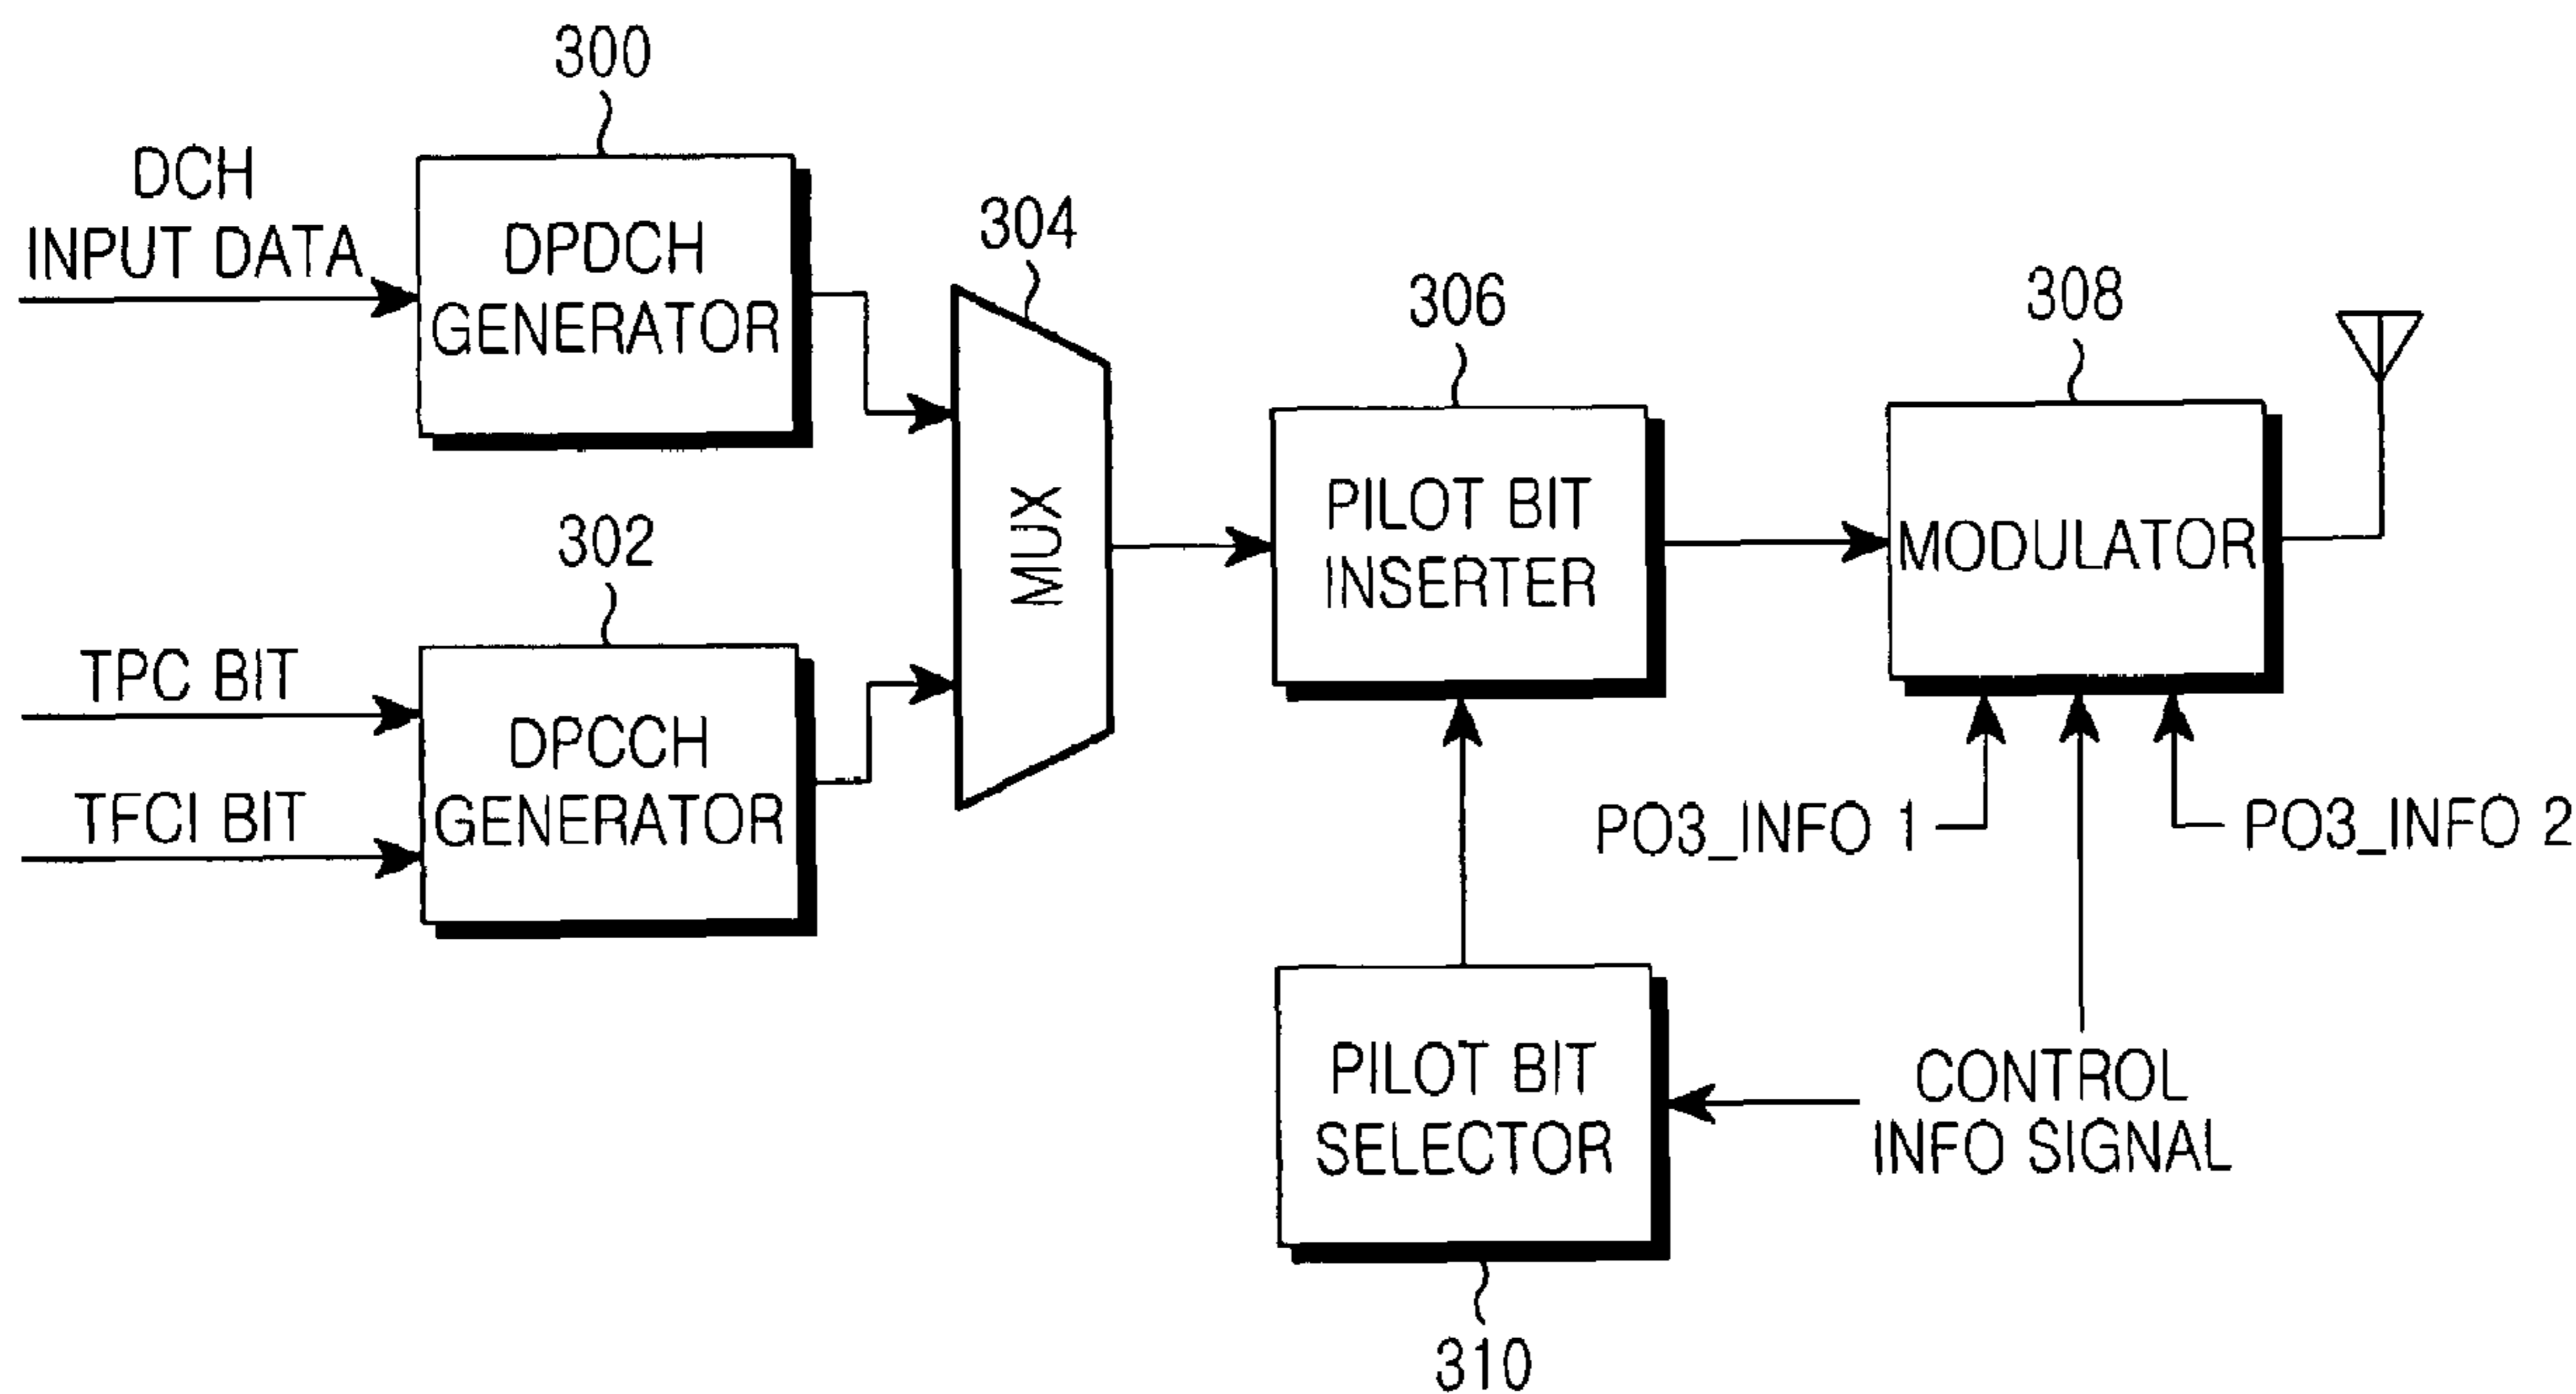 300
DCH
INPUT DATA
DPDCH
GENERATOR
304
306
308
302
MUX
PILOT BIT
INSERTER
MODULATOR
TPC BIT
TFCI BIT
DPCCH
GENERATOR
PO3_INFO 1
PO3_INFO 2
PILOT BIT
SELECTOR
CONTROL
INFO SIGNAL
310